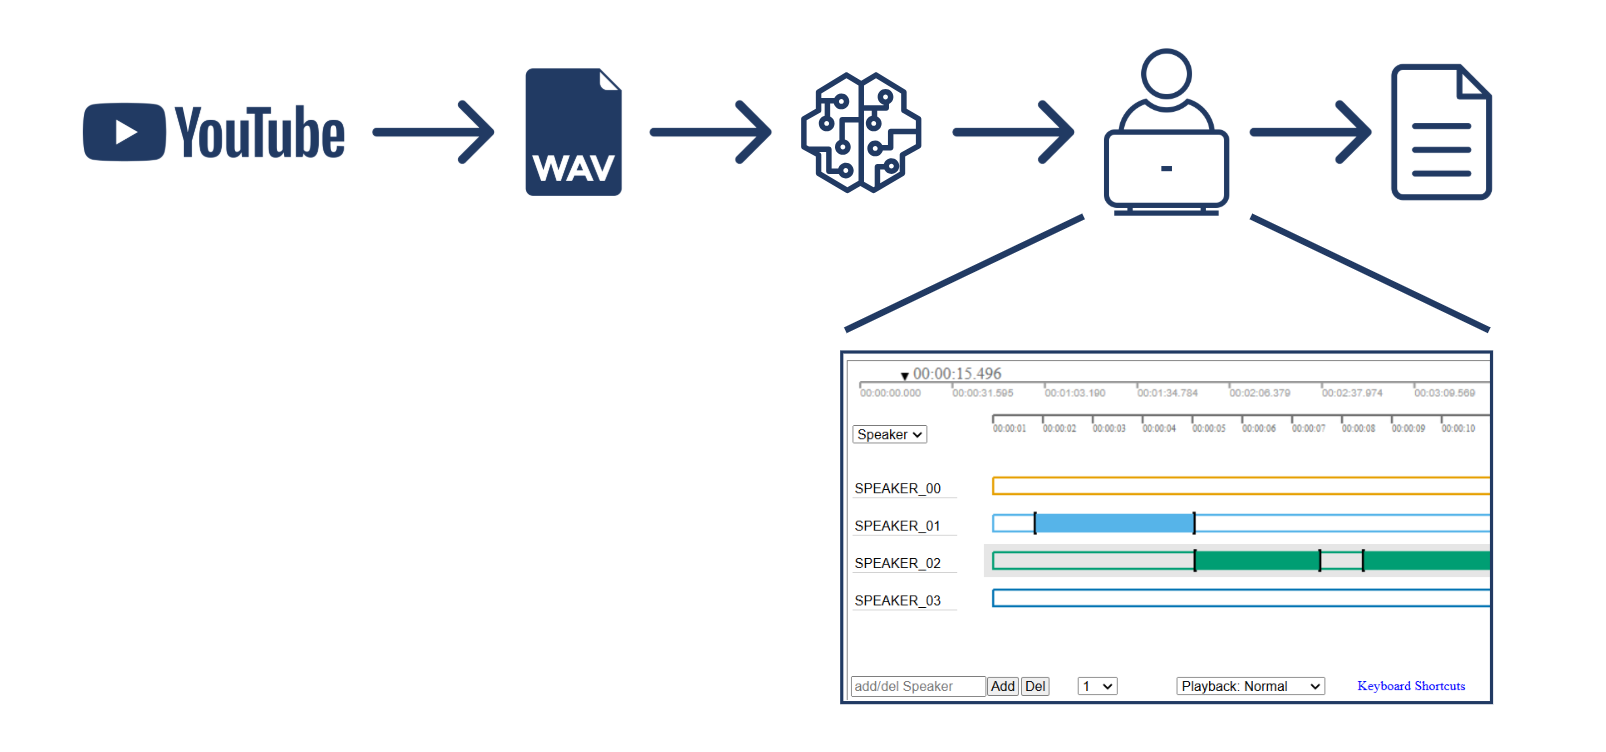 YouTube
WAV
00:00:15.496
00:00:00.000 00:00:31.595 00:01:03.190 00:01:34.784 00:02:06.379 00:02:37.974 00:03:09.569
00:00:01 00:00:02 00:00:03 00:00:04 00:00:05 00:00:06 00:00:07 00:00:08 00:00:09 00:00:10
Speaker
SPEAKER_00
SPEAKER_01
SPEAKER_02
SPEAKER_03
add/del Speaker Add Del 1 Playback: Normal Keyboard Shortcuts